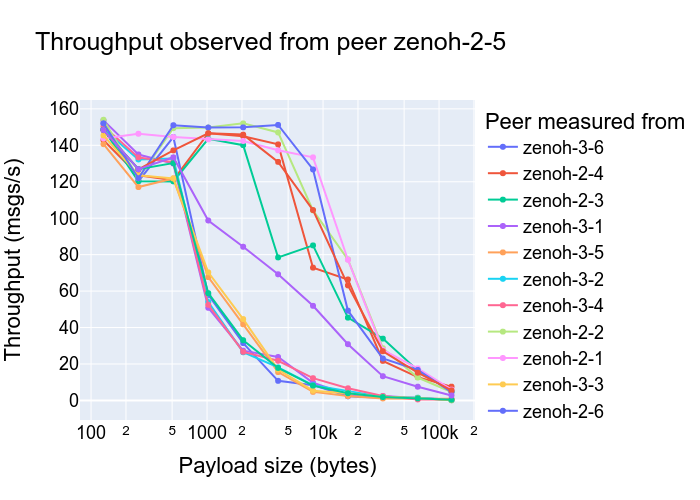 Throughput observed from peer zenoh-2-5
Throughput (msgs/s)
160
140
120
100
80
60
40
20
0
100 2 5 1000 2 5 10k 2 5 100k 2
Payload size (bytes)
Peer measured from
zenoh-3-6
zenoh-2-4
zenoh-2-3
zenoh-3-1
zenoh-3-5
zenoh-3-2
zenoh-3-4
zenoh-2-2
zenoh-2-1
zenoh-3-3
zenoh-2-6